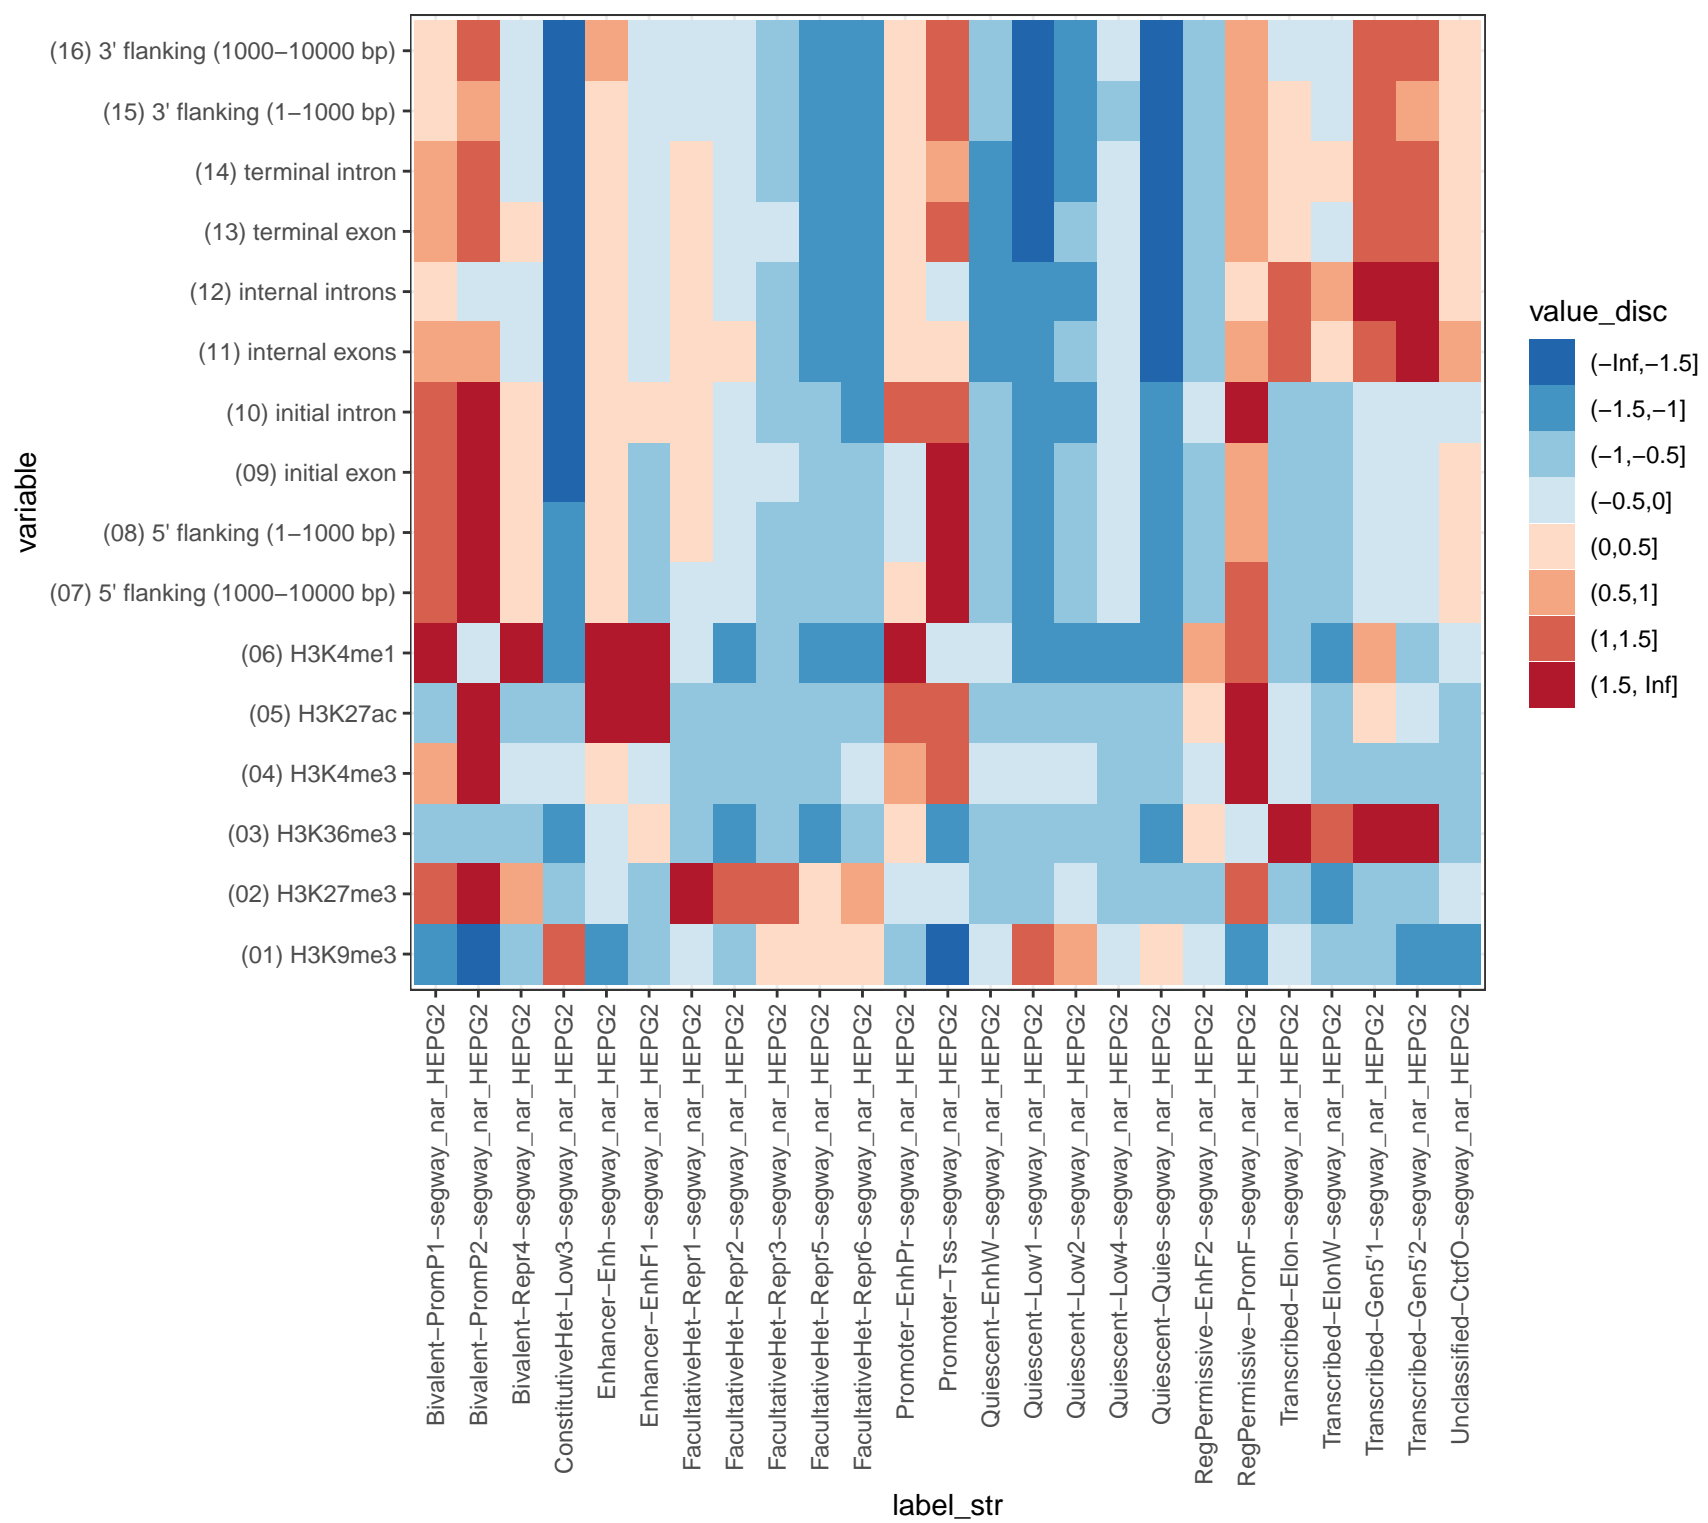 (16) 3' flanking (1000−10000 bp)
(15) 3' flanking (1−1000 bp)
(14) terminal intron
(13) terminal exon
(12) internal introns
(11) internal exons
(10) initial intron
(09) initial exon
(08) 5' flanking (1−1000 bp)
(07) 5' flanking (1000−10000 bp)
(06) H3K4me1
(05) H3K27ac
(04) H3K4me3
(03) H3K36me3
(02) H3K27me3
(01) H3K9me3
variable
Bivalent−PromP1−segway_nar_HEPG2
Bivalent−PromP2−segway_nar_HEPG2
Bivalent−Repr4−segway_nar_HEPG2
ConstitutiveHet−Low3−segway_nar_HEPG2
Enhancer−Enh−segway_nar_HEPG2
Enhancer−EnhF1−segway_nar_HEPG2
FacultativeHet−Repr1−segway_nar_HEPG2
FacultativeHet−Repr2−segway_nar_HEPG2
FacultativeHet−Repr3−segway_nar_HEPG2
FacultativeHet−Repr5−segway_nar_HEPG2
FacultativeHet−Repr6−segway_nar_HEPG2
Promoter−EnhPr−segway_nar_HEPG2
Promoter−Tss−segway_nar_HEPG2
Quiescent−EnhW−segway_nar_HEPG2
Quiescent−Low1−segway_nar_HEPG2
Quiescent−Low2−segway_nar_HEPG2
Quiescent−Low4−segway_nar_HEPG2
Quiescent−Quies−segway_nar_HEPG2
RegPermissive−EnhF2−segway_nar_HEPG2
RegPermissive−PromF−segway_nar_HEPG2
Transcribed−Elon−segway_nar_HEPG2
Transcribed−ElonW−segway_nar_HEPG2
Transcribed−Gen5'1−segway_nar_HEPG2
Transcribed−Gen5'2−segway_nar_HEPG2
Unclassified−CtcfO−segway_nar_HEPG2
label_str
value_disc
(−Inf,−1.5]
(−1.5,−1]
(−1,−0.5]
(−0.5,0]
(0,0.5]
(0.5,1]
(1,1.5]
(1.5, Inf]